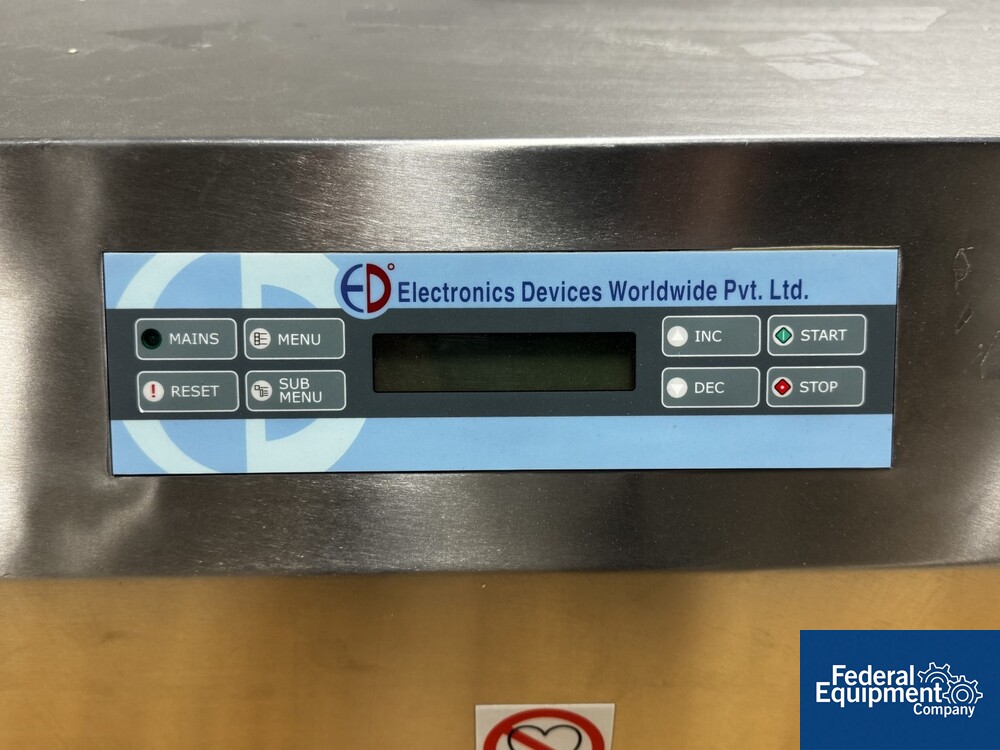 ED Electronics Devices Worldwide Pvt. Ltd.
MAINS
MENU
INC
START
RESET
SUB
MENU
DEC
STOP
Federal
Equipment
Company